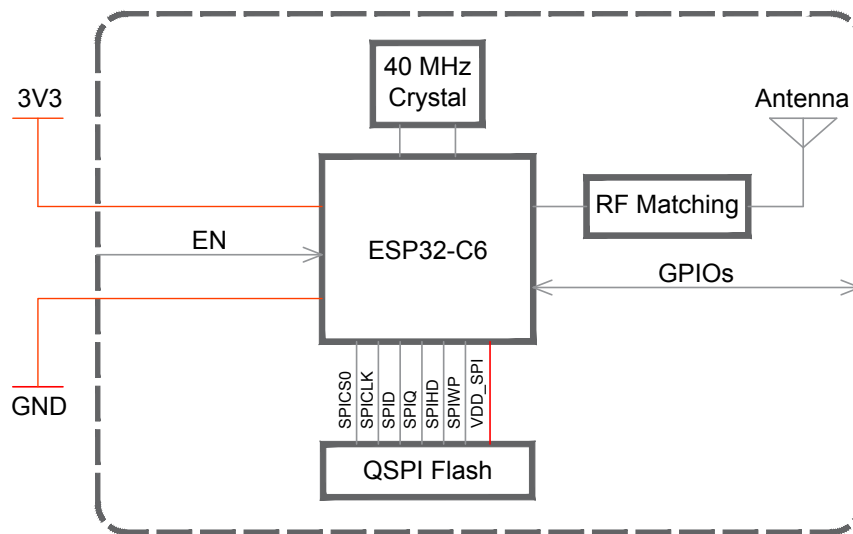 40 MHz
Crystal
3V3
Antenna
RF Matching
EN
ESP32-C6
GPIOs
SPICS0
SPICLK
SPID
SPIQ
SPIHD
SPIWP
VDD_SPI
GND
QSPI Flash